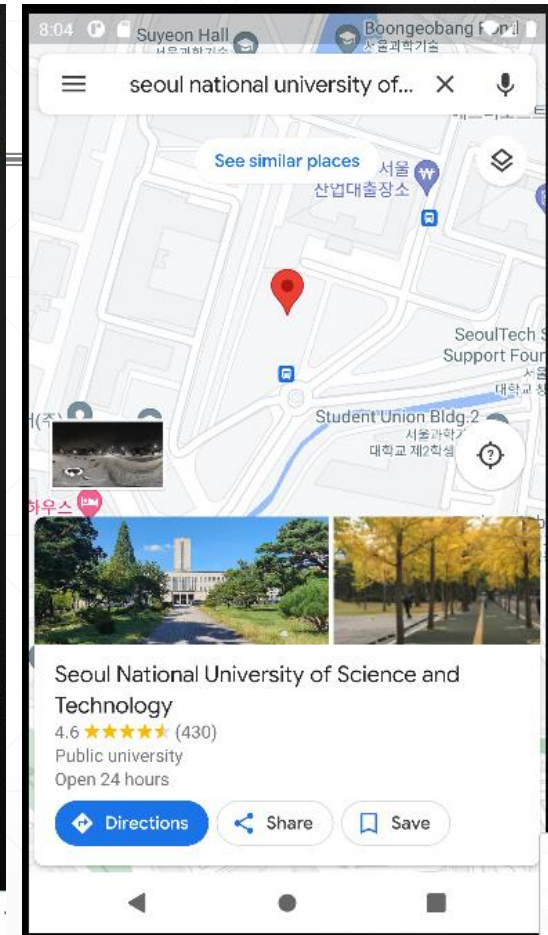 8:04
Suyeon Hall
Boongeobang
서울과학기술
seoul national university of...
See similar places
서울
산업대출장소
SeoulTech
Support
Student Union Bldg.2
대학교 제2학생
하우스
Seoul National University of Science and
Technology
4.6 (430)
Public university
Open 24 hours
Directions
Share
Save